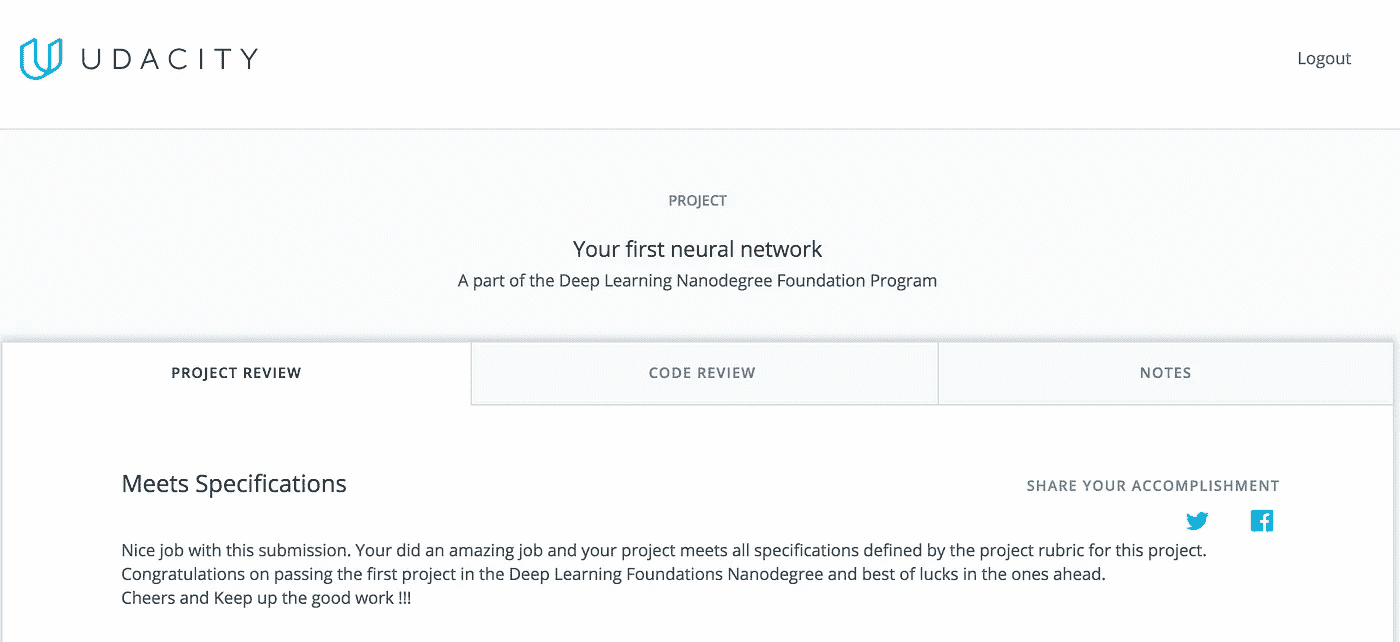 UDACITY
Logout
PROJECT
Your first neural network
A part of the Deep Learning Nanodegree Foundation Program
PROJECT REVIEW
CODE REVIEW
NOTES
Meets Specifications
SHARE YOUR ACCOMPLISHMENT
Nice job with this submission. Your did an amazing job and your project meets all specifications defined by the project rubric for this project.
Congratulations on passing the first project in the Deep Learning Foundations Nanodegree and best of lucks in the ones ahead.
Cheers and Keep up the good work !!!